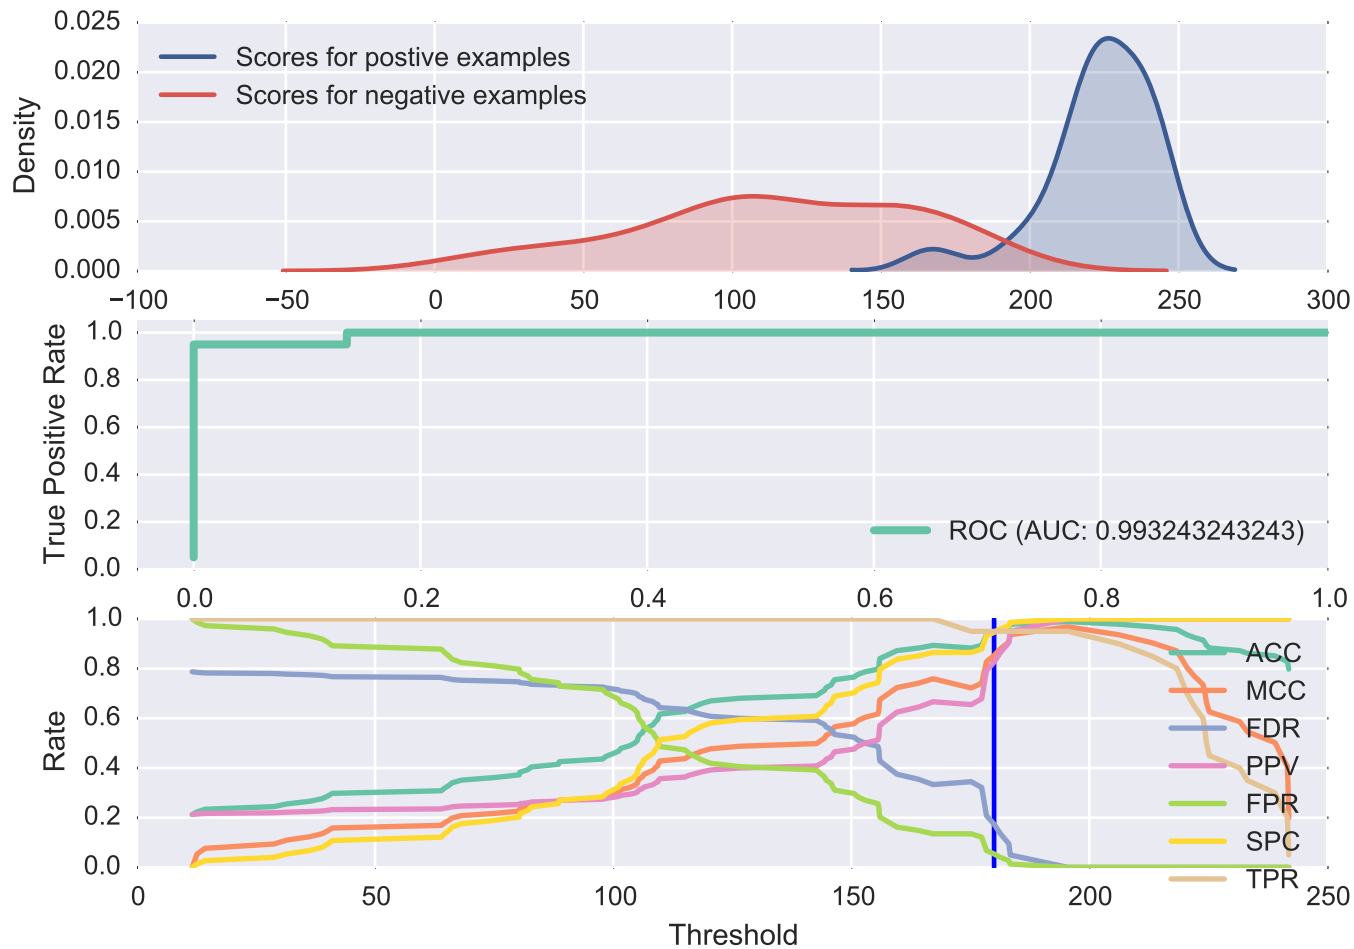 0.025
0.020
0.015
0.010
0.005
0.000
Density
Scores for postive examples
Scores for negative examples
−100 −50 0 50 100 150 200 250 300
1.0
0.8
0.6
0.4
0.2
0.0
True Positive Rate
ROC (AUC: 0.993243243243)
0.0 0.2 0.4 0.6 0.8 1.0
1.0
0.8
0.6
0.4
0.2
0.0
Rate
ACC
MCC
FDR
PPV
FPR
SPC
TPR
0 50 100 150 200 250
Threshold